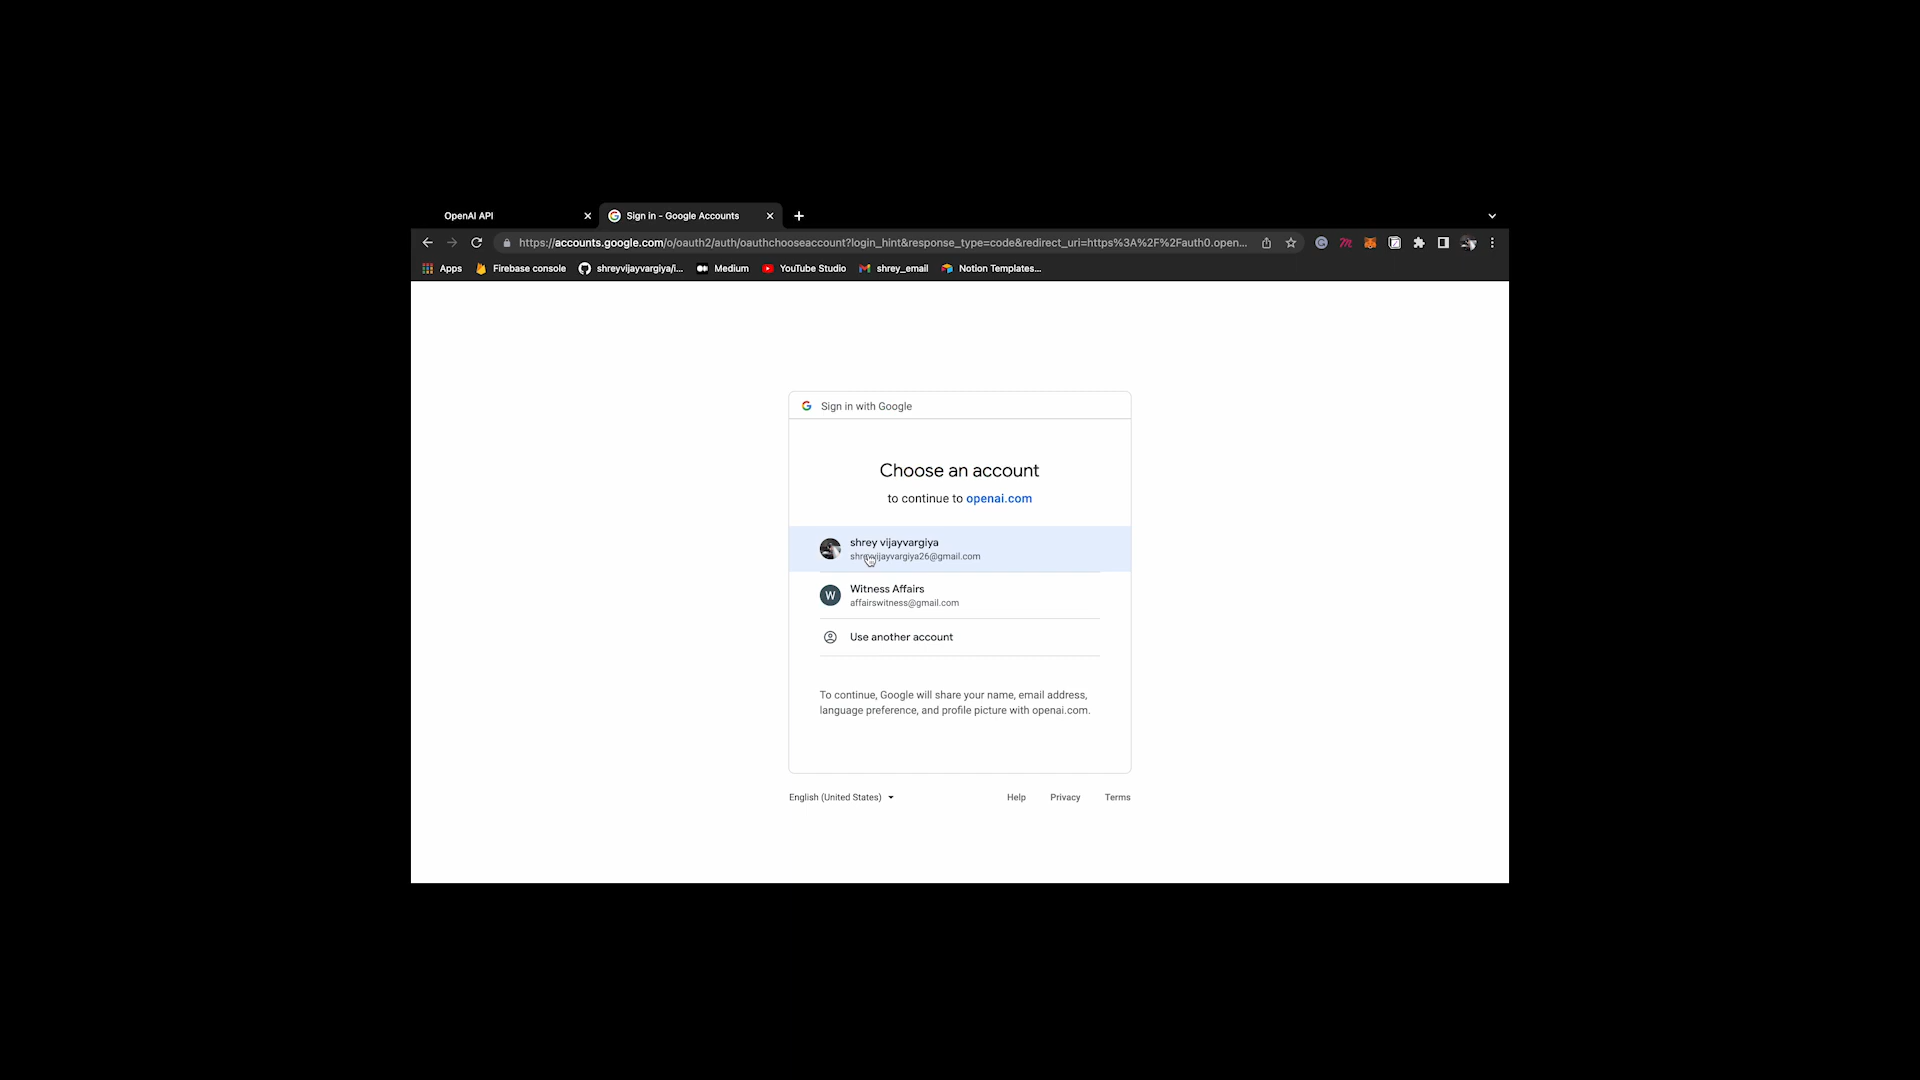 OpenAI API
Sign in - Google Accounts
https://accounts.google.com/o/oauth2/auth/oauthchooseaccount?login_hint&response_type=code&redirect_uri=https%3A%2F%2Fauth0.open...
Apps
Firebase console
shreyvijayvargiya/i...
Medium
YouTube Studio
shrey_email
Notion Templates...
Sign in with Google
Choose an account
to continue to openai.com
shrey vijayvargiya
shreyvijayvargiya26@gmail.com
W
Witness Affairs
affairswitness@gmail.com
Use another account
To continue, Google will share your name, email address,
language preference, and profile picture with openai.com.
English (United States)
Help
Privacy
Terms